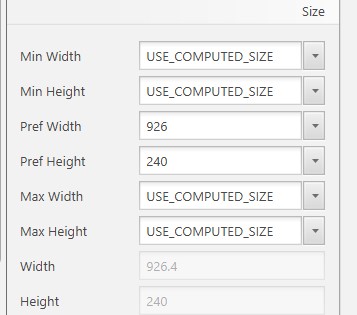 Size
Min Width USE_COMPUTED_SIZE
Min Height USE_COMPUTED_SIZE
Pref Width 926
Pref Height 240
Max Width USE_COMPUTED_SIZE
Max Height USE_COMPUTED_SIZE
Width 926.4
Height 240